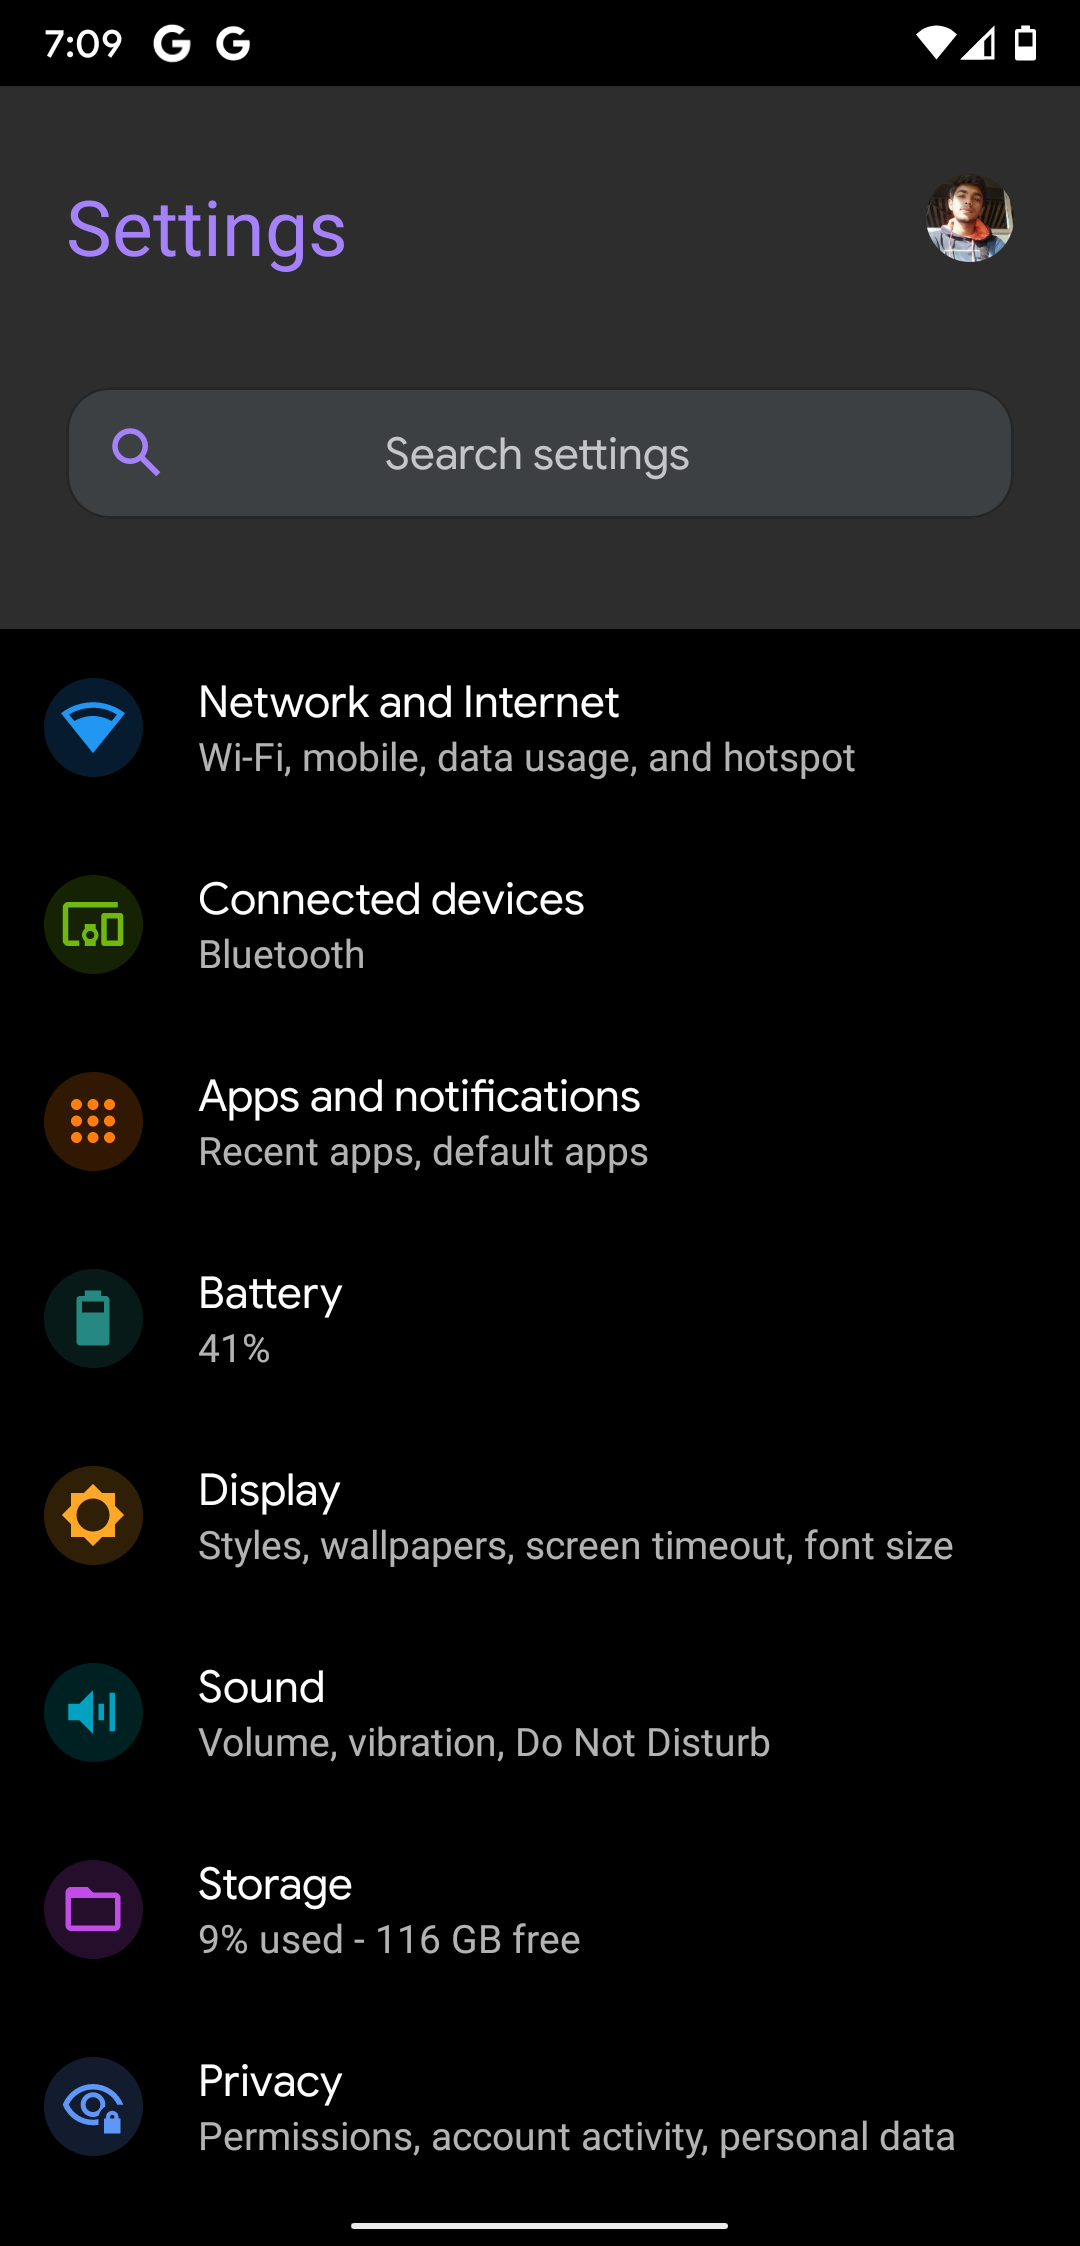 7:09 G G
Settings
Search settings
Network and Internet
Wi-Fi, mobile, data usage, and hotspot
Connected devices
Bluetooth
Apps and notifications
Recent apps, default apps
Battery
41%
Display
Styles, wallpapers, screen timeout, font size
Sound
Volume, vibration, Do Not Disturb
Storage
9% used - 116 GB free
Privacy
Permissions, account activity, personal data